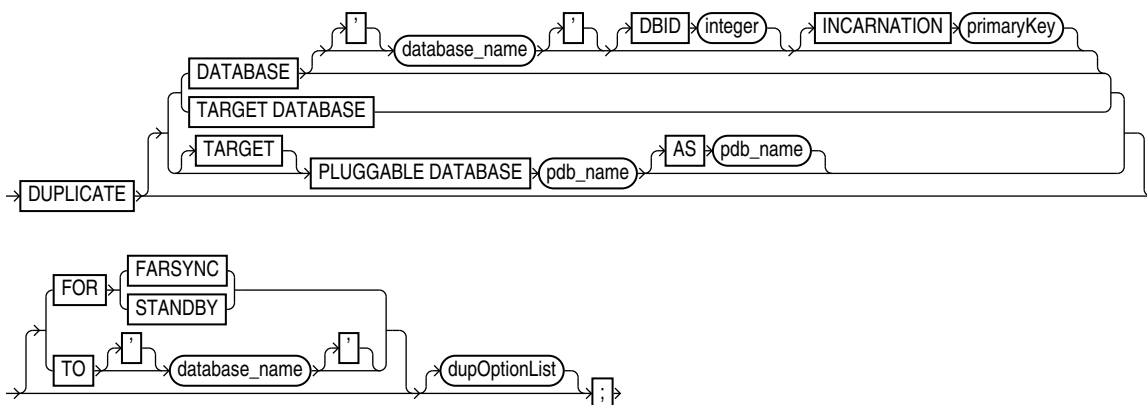 ' database_name ' DBID integer INCARNATION primaryKey
DATABASE
TARGET DATABASE
TARGET AS pdb_name
PLUGGABLE DATABASE pdb_name
DUPLICATE
FARSYNC
FOR
STANDBY
' '
TO database_name dupOptionList
;